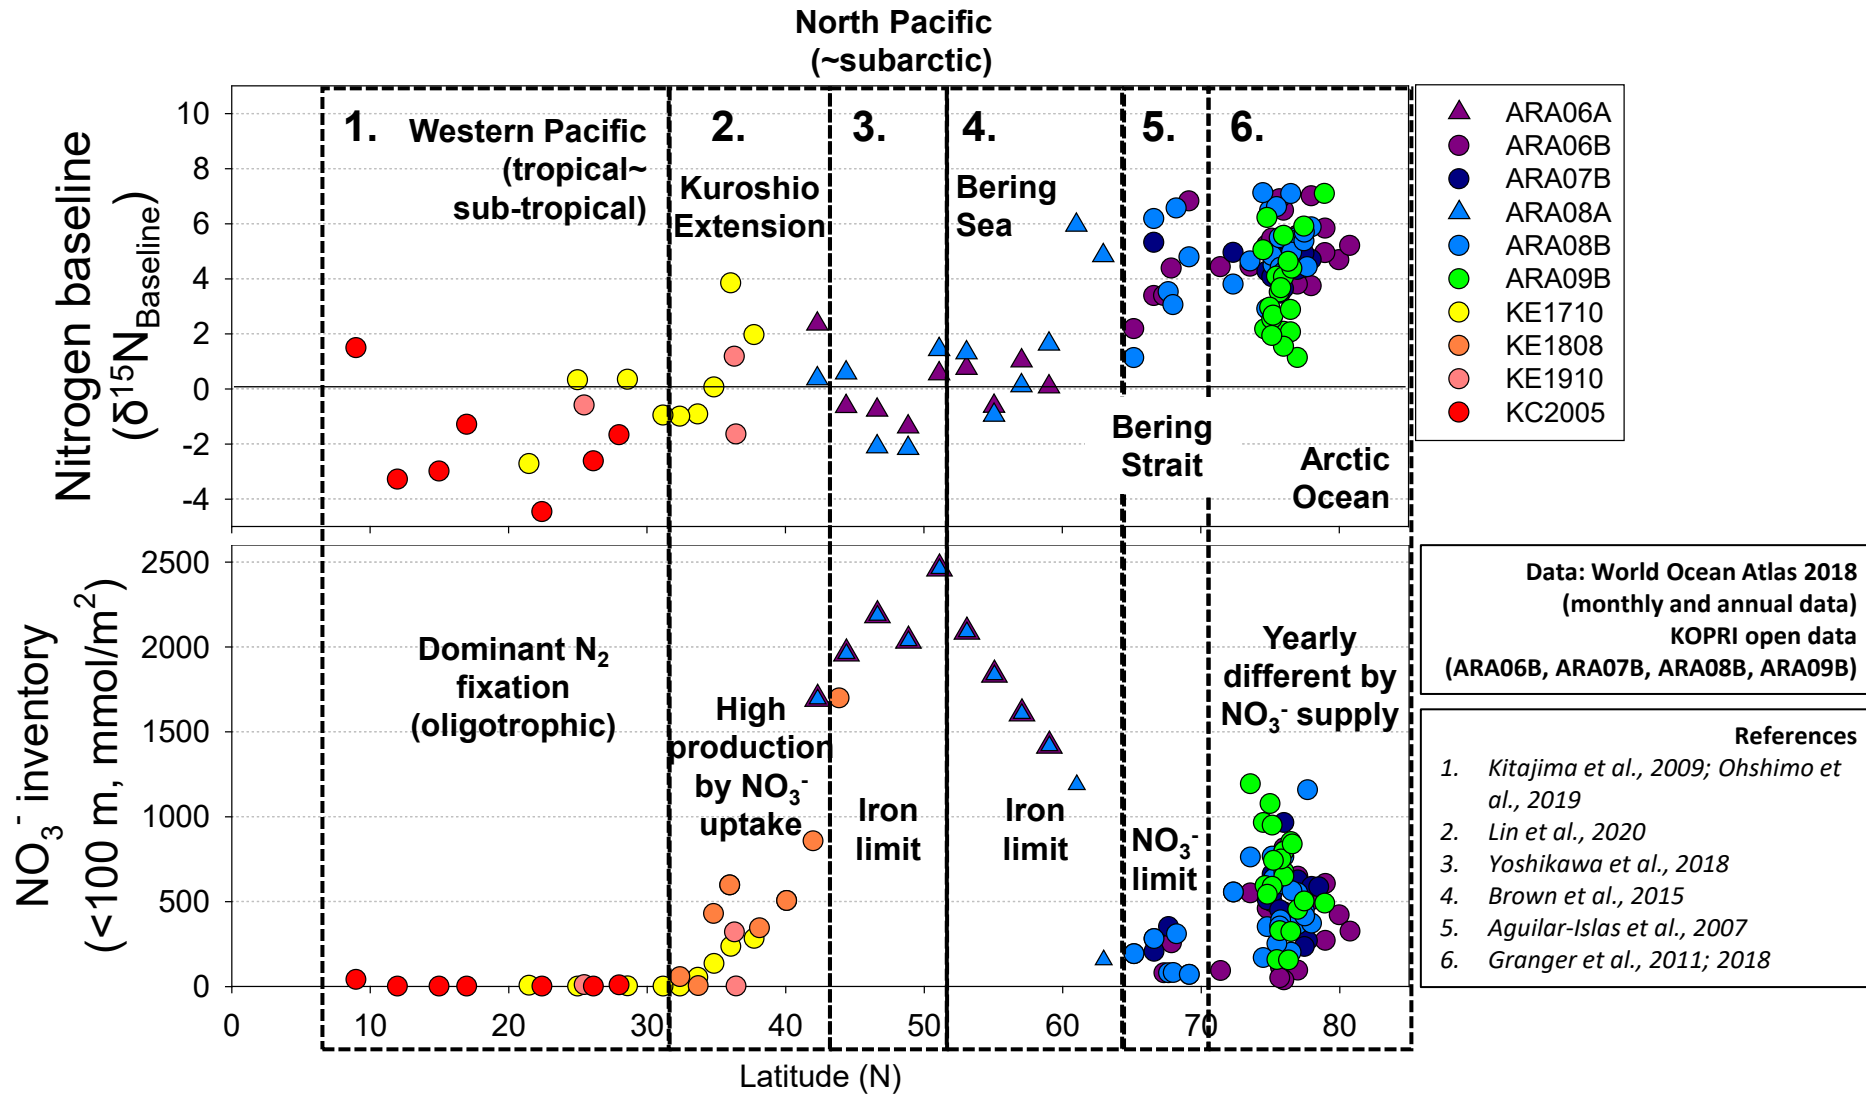 North Pacific
(~subarctic)
Nitrogen baseline
(δ¹⁵N_Baseline)
10
8
6
4
2
0
-2
-4
1.
Western Pacific
(tropical~
sub-tropical)
2.
Kuroshio
Extension
3.
4.
Bering
Sea
5.
Bering
Strait
6.
Arctic
Ocean
ARA06A
ARA06B
ARA07B
ARA08A
ARA08B
ARA09B
KE1710
KE1808
KE1910
KC2005
NO₃⁻ inventory
(<100 m, mmol/m²)
2500
2000
1500
1000
500
0
Dominant N₂
fixation
(oligotrophic)
High
production
by NO₃⁻
uptake
Iron
limit
Iron
limit
NO₃⁻
limit
Yearly
different by
NO₃⁻ supply
0
10
20
30
40
50
60
70
80
Latitude (N)
Data: World Ocean Atlas 2018
(monthly and annual data)
KOPRI open data
(ARA06B, ARA07B, ARA08B, ARA09B)
References
1. Kitajima et al., 2009; Ohshimo et
al., 2019
2. Lin et al., 2020
3. Yoshikawa et al., 2018
4. Brown et al., 2015
5. Aguilar-Islas et al., 2007
6. Granger et al., 2011; 2018